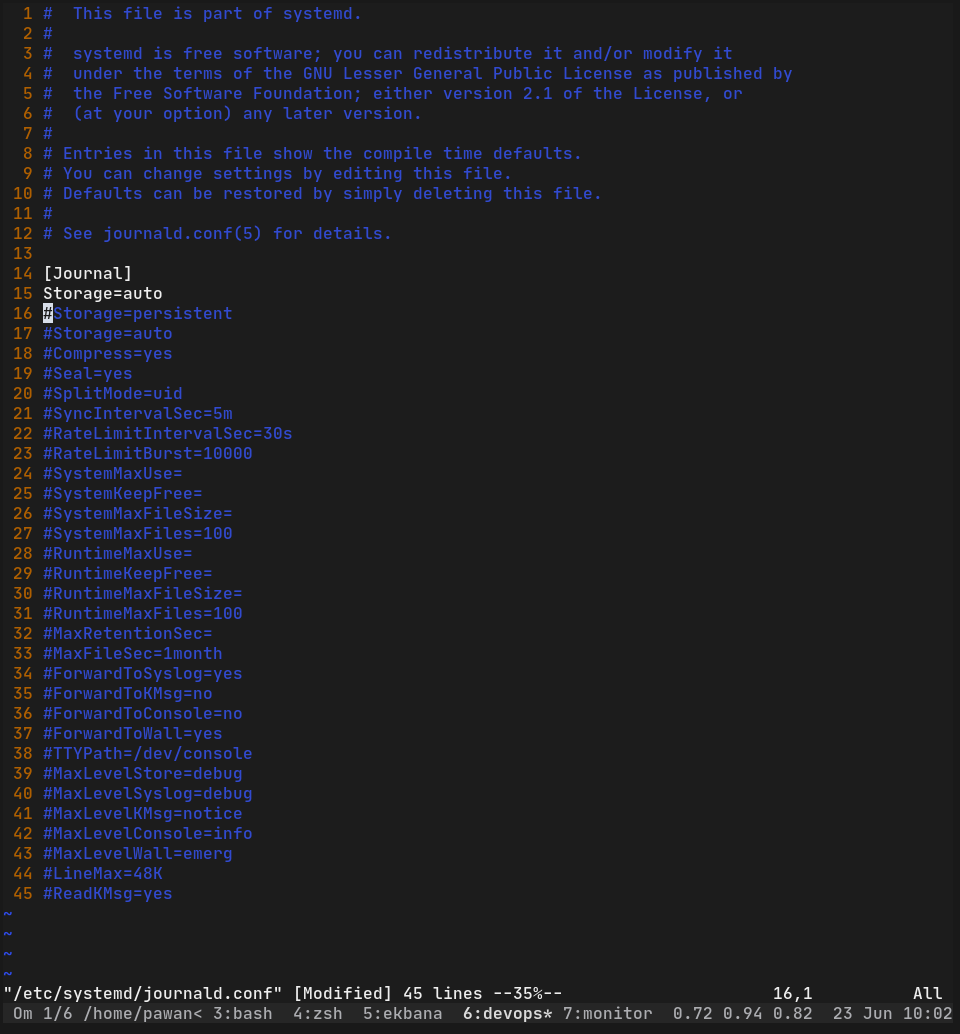 1 #  This file is part of systemd.
2 #
3 #  systemd is free software; you can redistribute it and/or modify it
4 #  under the terms of the GNU Lesser General Public License as published by
5 #  the Free Software Foundation; either version 2.1 of the License, or
6 #  (at your option) any later version.
7 #
8 # Entries in this file show the compile time defaults.
9 # You can change settings by editing this file.
10 # Defaults can be restored by simply deleting this file.
11 #
12 # See journald.conf(5) for details.
13
14 [Journal]
15 Storage=auto
16 #Storage=persistent
17 #Storage=auto
18 #Compress=yes
19 #Seal=yes
20 #SplitMode=uid
21 #SyncIntervalSec=5m
22 #RateLimitIntervalSec=30s
23 #RateLimitBurst=10000
24 #SystemMaxUse=
25 #SystemKeepFree=
26 #SystemMaxFileSize=
27 #SystemMaxFiles=100
28 #RuntimeMaxUse=
29 #RuntimeKeepFree=
30 #RuntimeMaxFileSize=
31 #RuntimeMaxFiles=100
32 #MaxRetentionSec=
33 #MaxFileSec=1month
34 #ForwardToSyslog=yes
35 #ForwardToKMsg=no
36 #ForwardToConsole=no
37 #ForwardToWall=yes
38 #TTYPath=/dev/console
39 #MaxLevelStore=debug
40 #MaxLevelSyslog=debug
41 #MaxLevelKMsg=notice
42 #MaxLevelConsole=info
43 #MaxLevelWall=emerg
44 #LineMax=48K
45 #ReadKMsg=yes
~
~
~
~
"/etc/systemd/journald.conf" [Modified] 45 lines --35%-- 16,1 All
Om 1/6 /home/pawan< 3:bash  4:zsh  5:ekbana  6:devops* 7:monitor  0.72 0.94 0.82  23 Jun 10:02